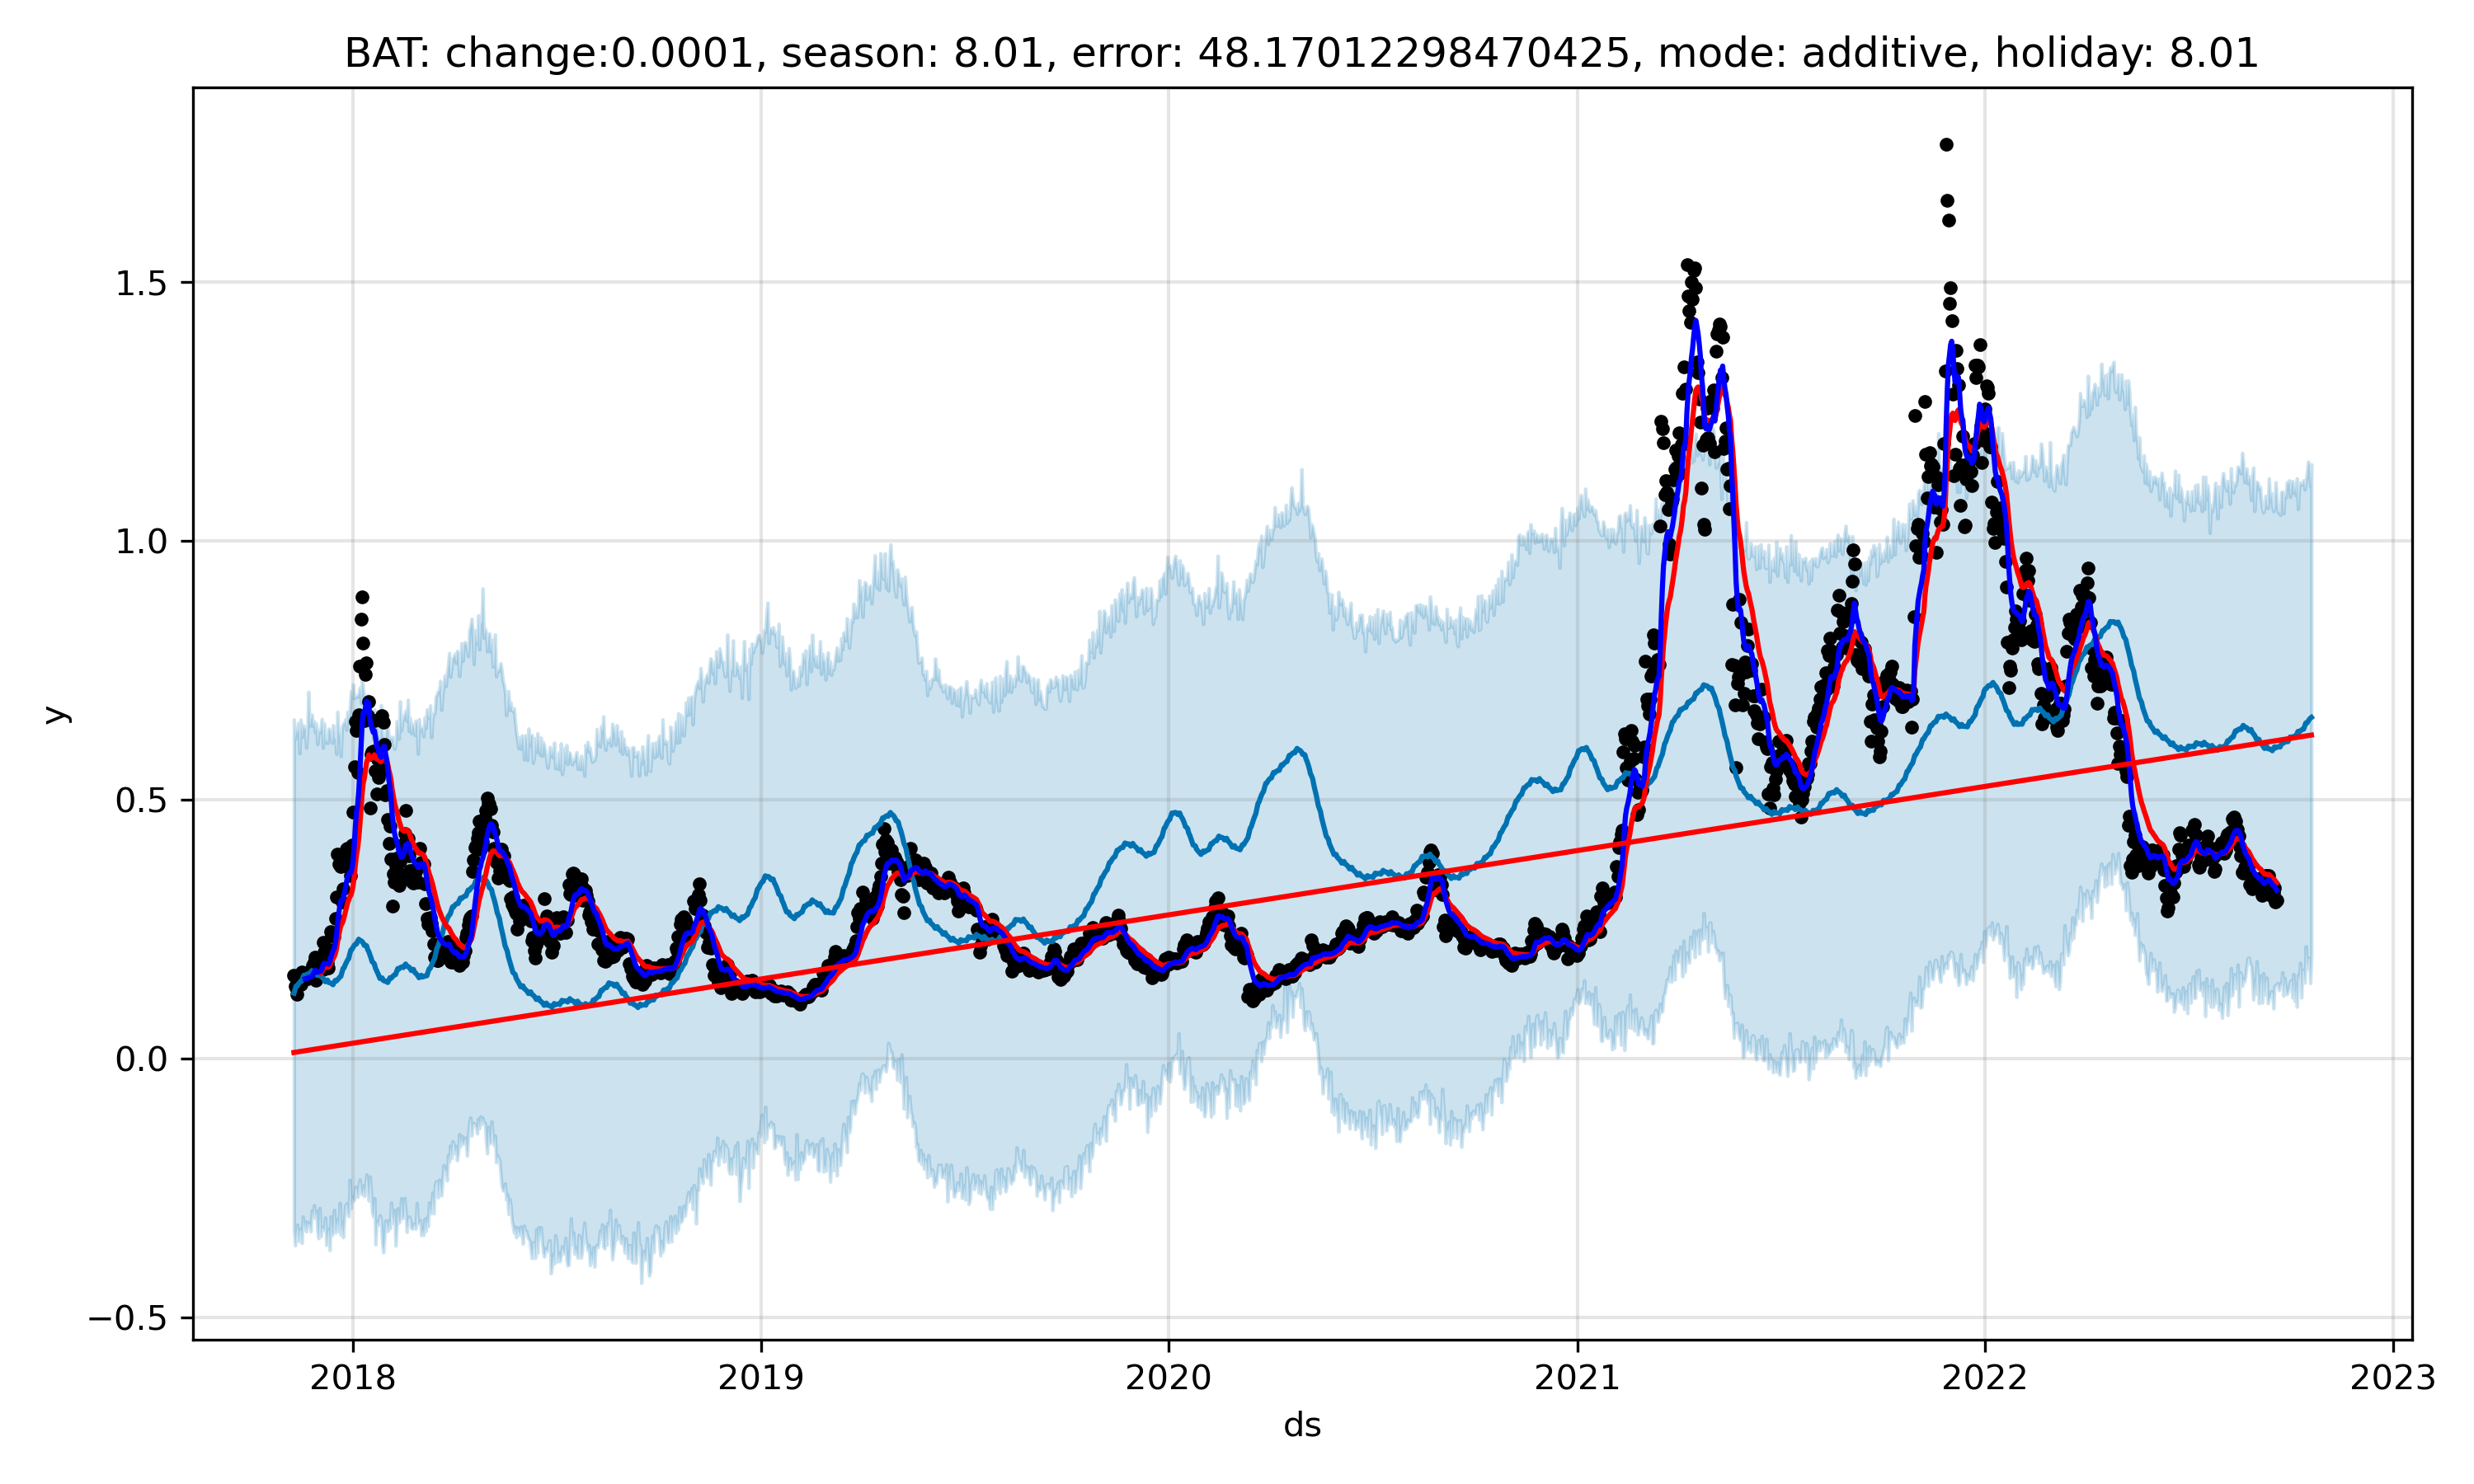 BAT: change:0.0001, season: 8.01, error: 48.17012298470425, mode: additive, holiday: 8.01
y
1.5
1.0
0.5
0.0
−0.5
2018 2019 2020 2021 2022 2023
ds